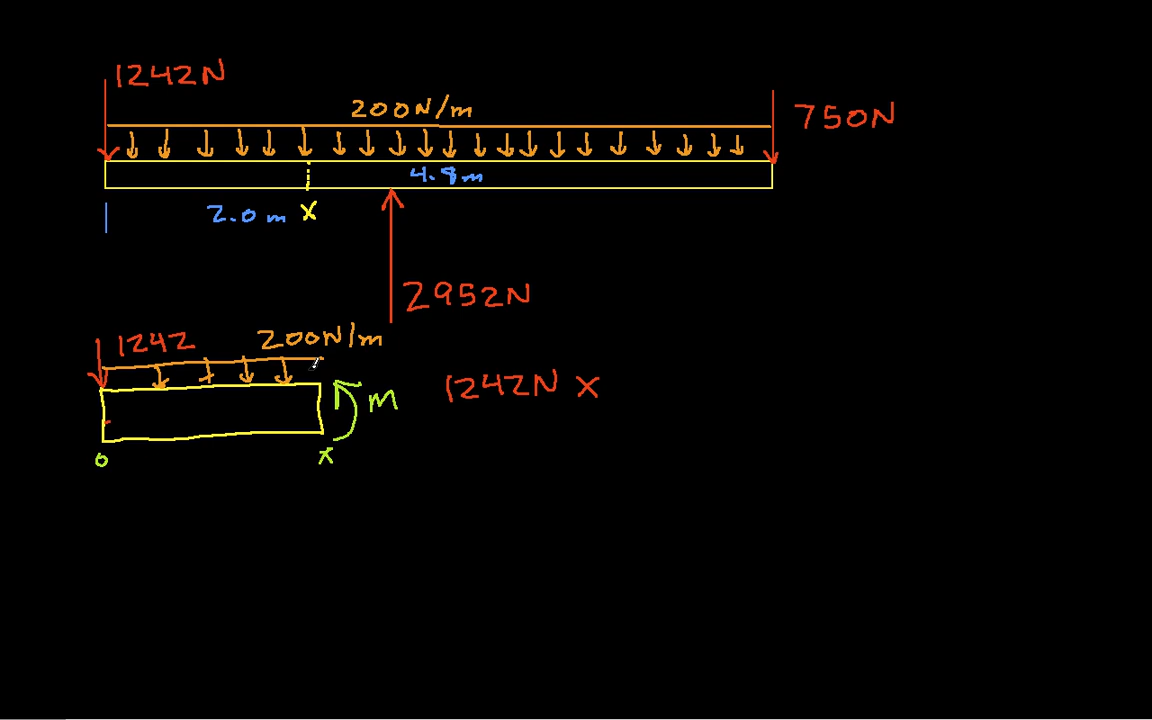 1242N
200N/m
750N
4.8m
2.0m x
2952N
1242 200N/m
M 1242N x
0 x